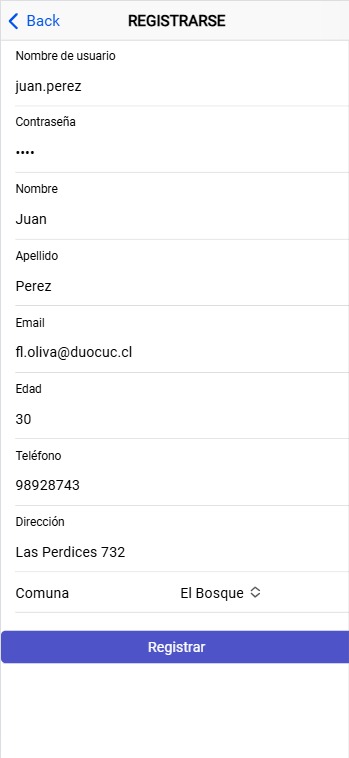 Back REGISTRARSE
Nombre de usuario
juan.perez
Contraseña
••••
Nombre
Juan
Apellido
Perez
Email
fl.oliva@duocuc.cl
Edad
30
Teléfono
98928743
Dirección
Las Perdices 732
Comuna El Bosque
Registrar